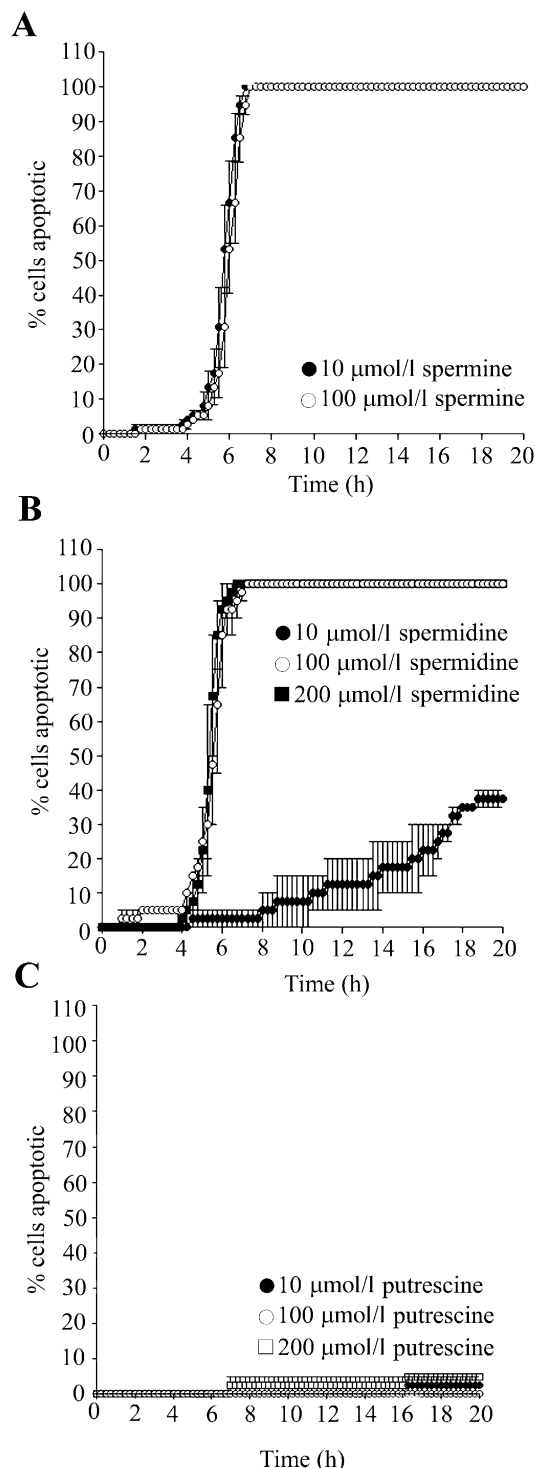 A
110
100
90
80
70
60
50
40
30
20
10
0
% cells apoptotic
10 μmol/l spermine
100 μmol/l spermine
0 2 4 6 8 10 12 14 16 18 20
Time (h)
B
110
100
90
80
70
60
50
40
30
20
10
0
% cells apoptotic
10 μmol/l spermidine
100 μmol/l spermidine
200 μmol/l spermidine
0 2 4 6 8 10 12 14 16 18 20
Time (h)
C
110
100
90
80
70
60
50
40
30
20
10
0
% cells apoptotic
10 μmol/l putrescine
100 μmol/l putrescine
200 μmol/l putrescine
0 2 4 6 8 10 12 14 16 18 20
Time (h)